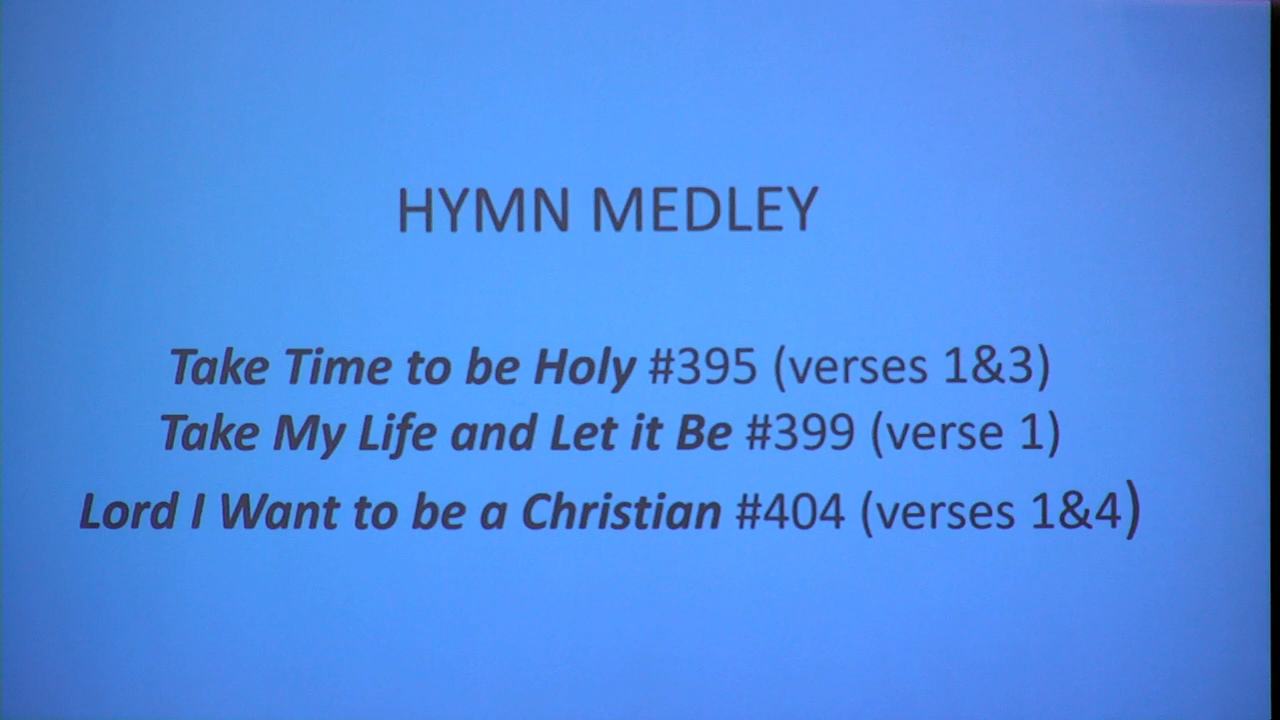 HYMN MEDLEY
Take Time to be Holy #395 (verses 1&3)
Take My Life and Let it Be #399 (verse 1)
Lord I Want to be a Christian #404 (verses 1&4)